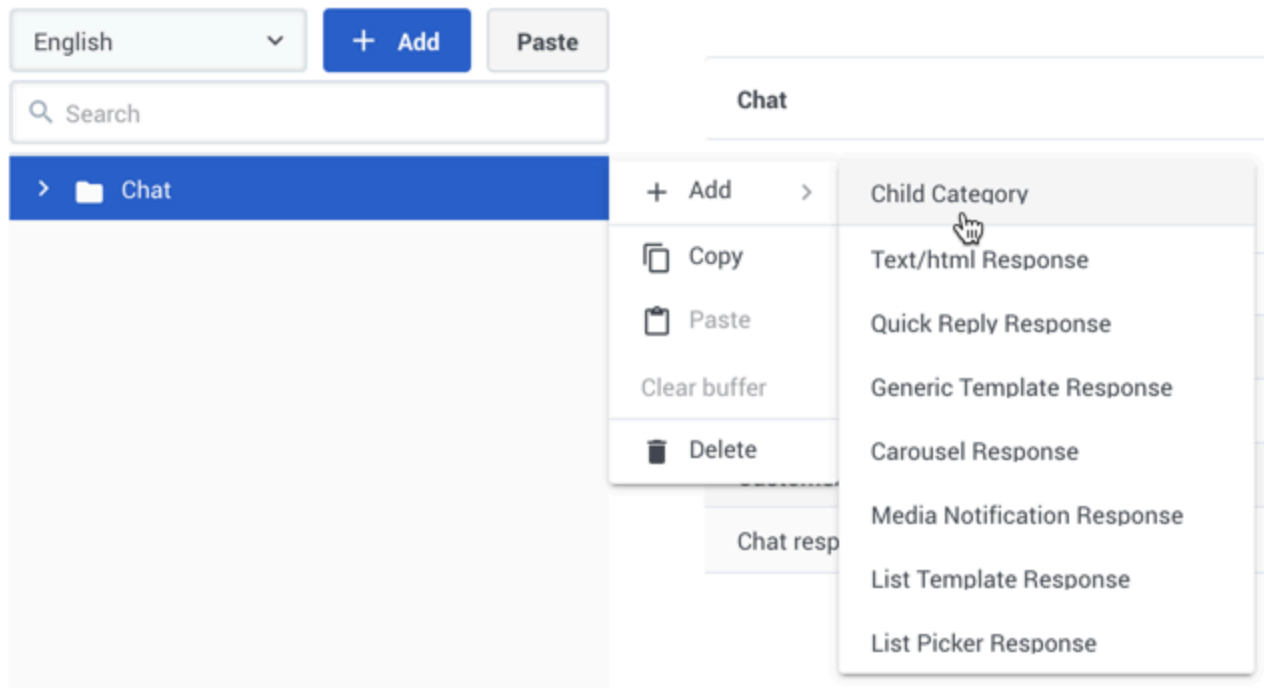 English
+ Add
Paste
Search
Chat
Chat
+ Add
Copy
Paste
Clear buffer
Delete
Child Category
Text/html Response
Quick Reply Response
Generic Template Response
Carousel Response
Media Notification Response
List Template Response
List Picker Response
Chat resp